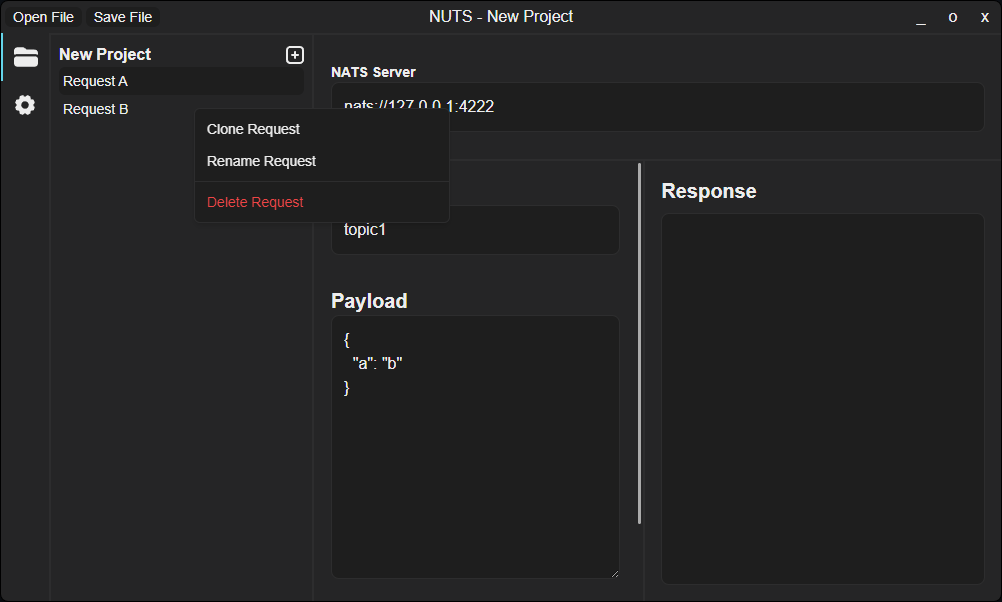 Open File Save File NUTS - New Project _ o x
New Project
Request A
Request B
Clone Request
Rename Request
Delete Request
NATS Server
nats://127.0.0.1:4222
topic1
Payload
{
"a": "b"
}
Response